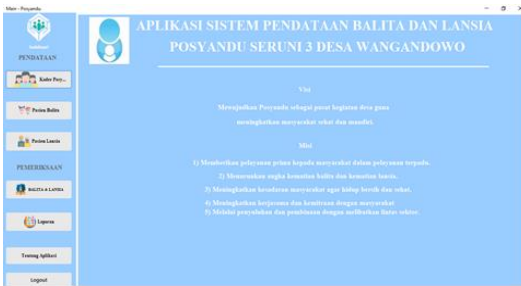 Main - Posyandu
PENDATAAN
Kader Posy...
Pasien Balita
Pasien Lansia
PEMERIKSAAN
BALITA & LANSIA
Laporan
Tentang Aplikasi
Logout
APLIKASI SISTEM PENDATAAN BALITA DAN LANSIA
POSYANDU SERUNI 3 DESA WANGANDOWO
Visi
Mewujudkan Posyandu sebagai pusat kegiatan desa guna
meningkatkan masyarakat sehat dan mandiri.
Misi
1) Memberikan pelayanan prima kepada masyarakat dalam pelayanan terpadu.
2) Menurunkan angka kematian balita dan kematian lansia.
3) Meningkatkan kesadaran masyarakat agar hidup bersih dan sehat.
4) Meningkatkan kerjasama dan kemitraan dengan masyarakat
5) Melalui penyuluhan dan pembinaan dengan melibatkan lintas sektor.